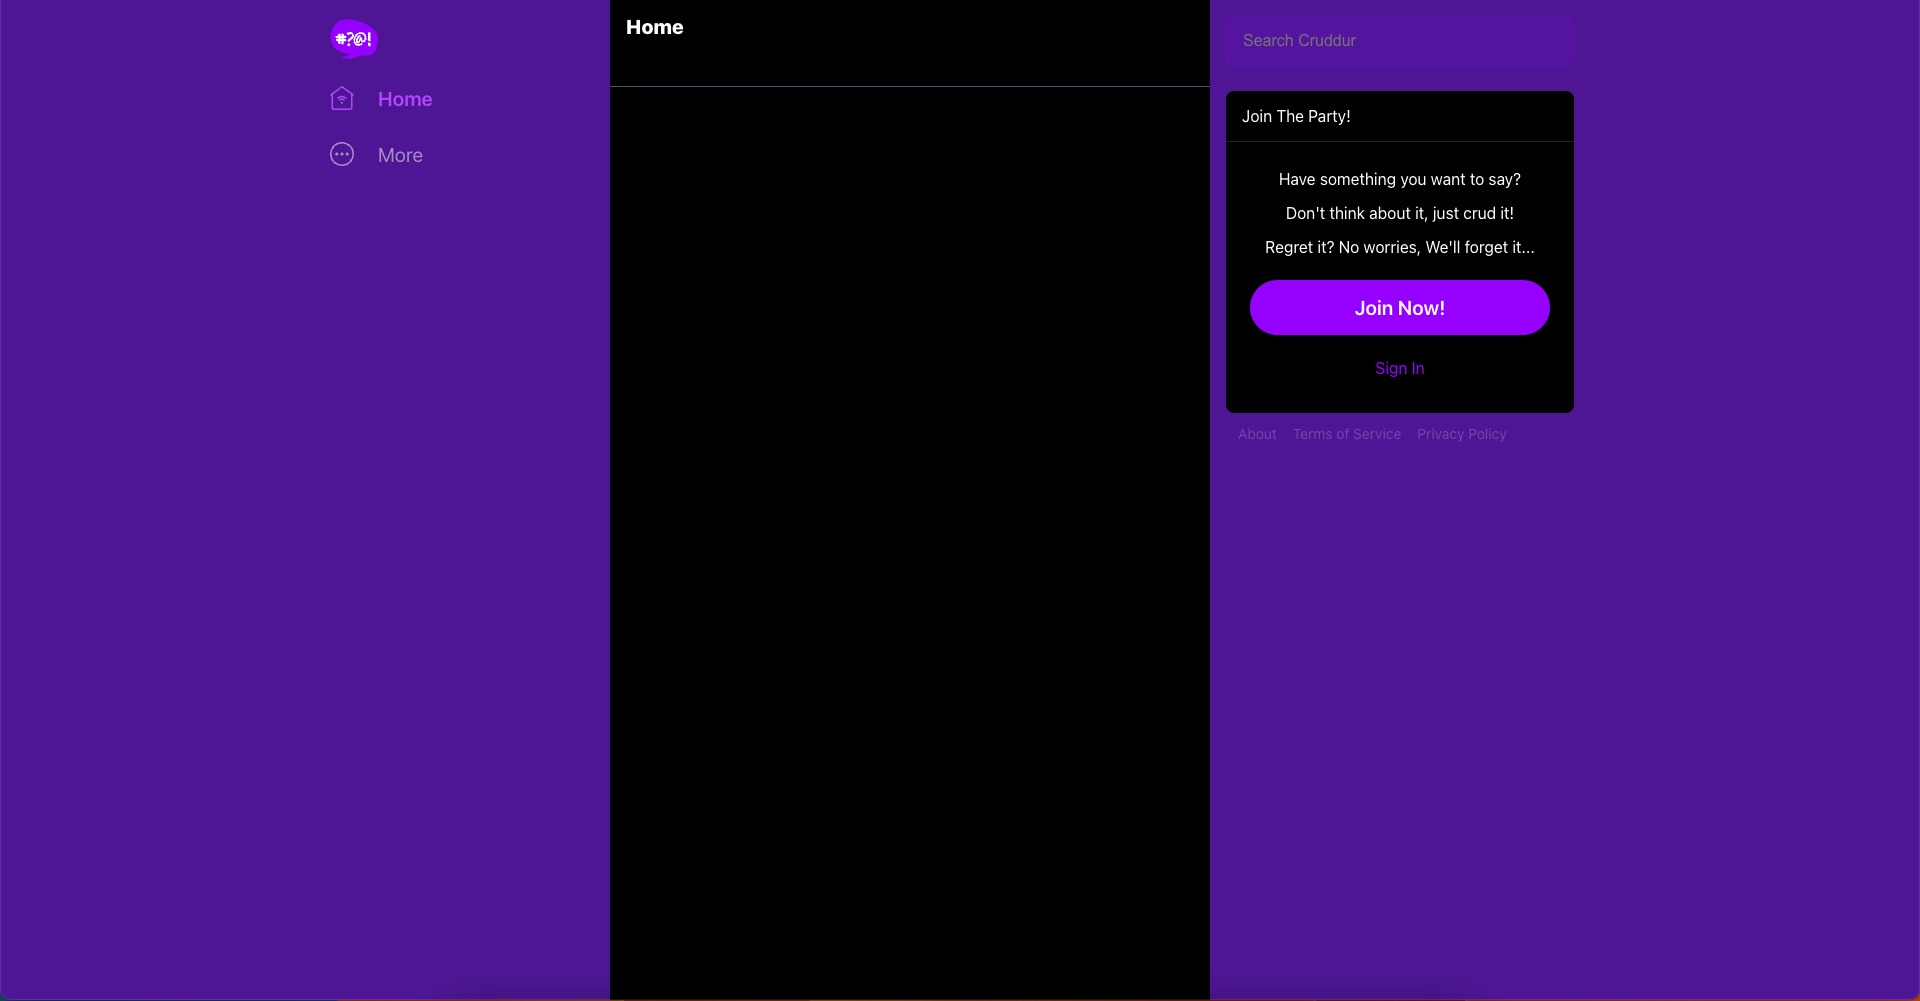 #?@!
Home
More
Home
Search Cruddur
Join The Party!
Have something you want to say?
Don't think about it, just crud it!
Regret it? No worries, We'll forget it...
Join Now!
Sign In
About Terms of Service Privacy Policy